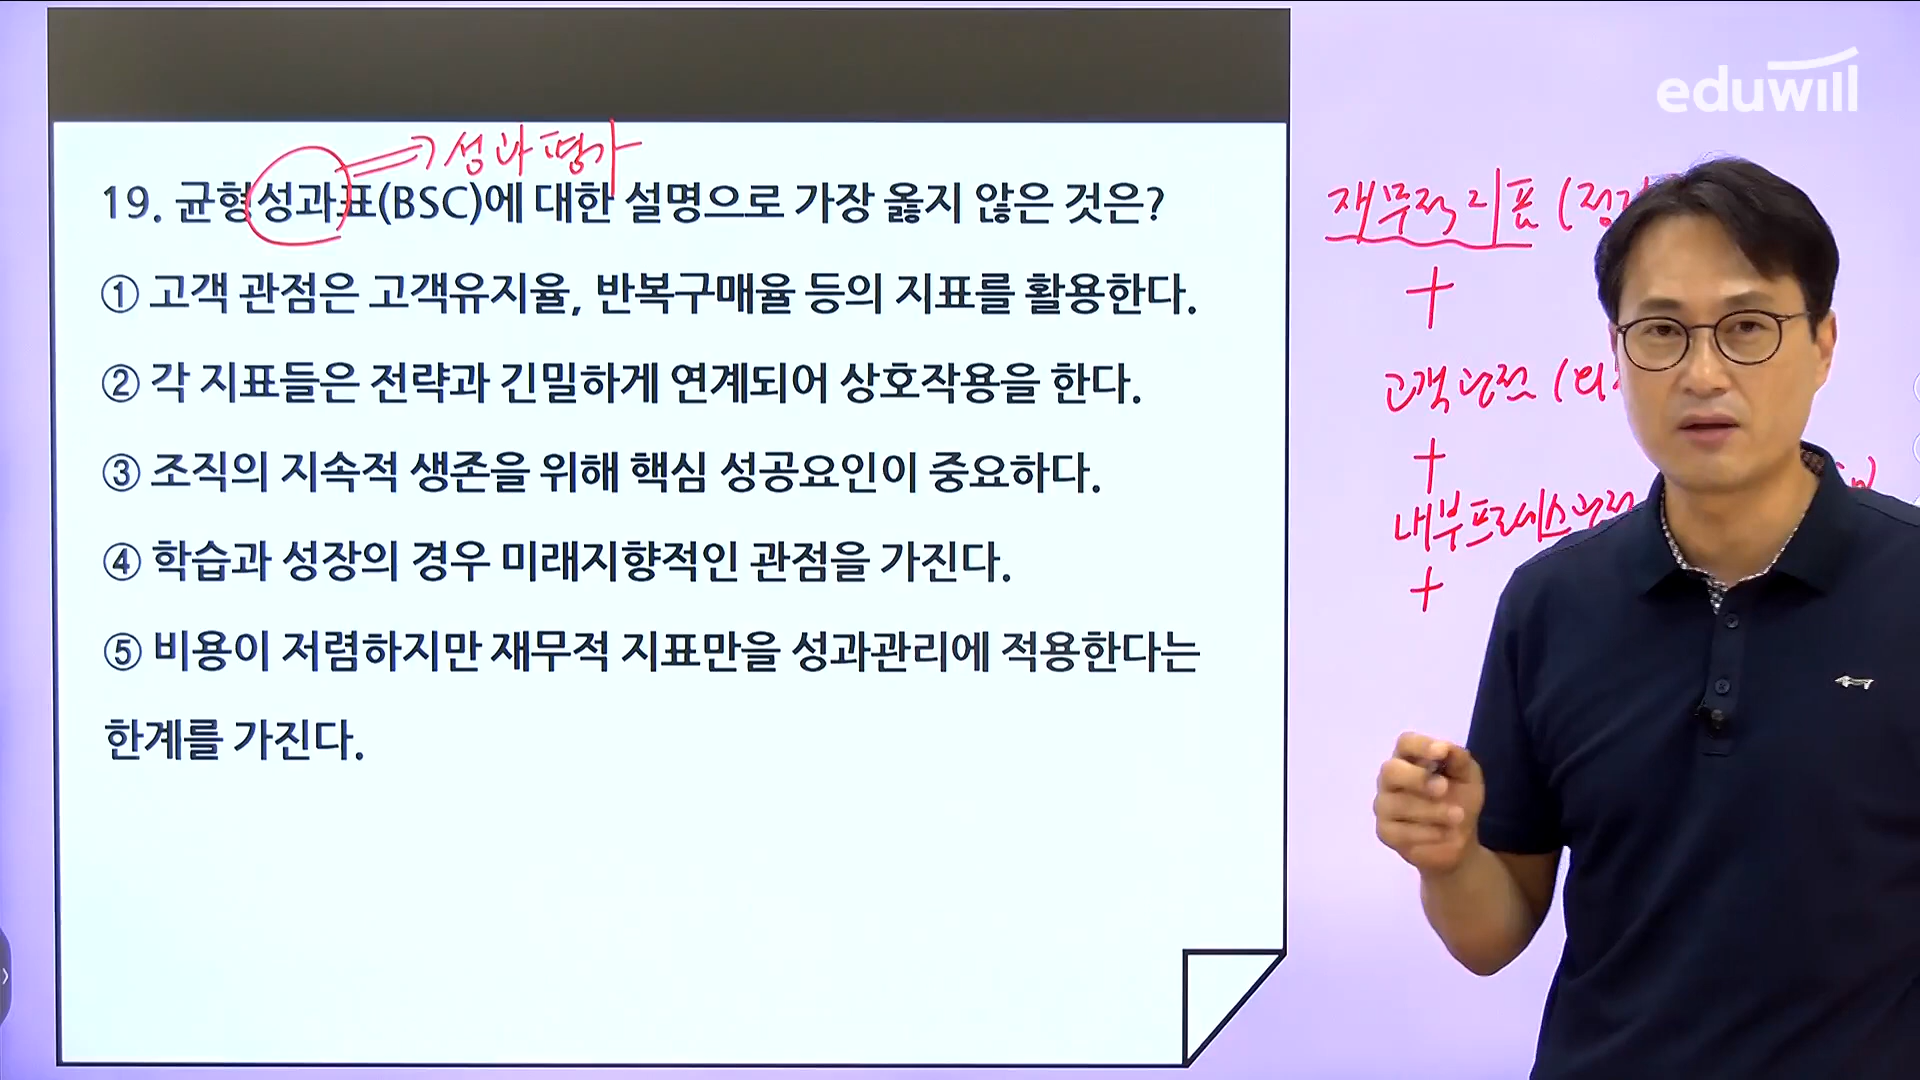 eduwill
성과평가
19. 균형성과표(BSC)에 대한 설명으로 가장 옳지 않은 것은?
① 고객 관점은 고객유지율, 반복구매율 등의 지표를 활용한다.
② 각 지표들은 전략과 긴밀하게 연계되어 상호작용을 한다.
③ 조직의 지속적 생존을 위해 핵심 성공요인이 중요하다.
④ 학습과 성장의 경우 미래지향적인 관점을 가진다.
⑤ 비용이 저렴하지만 재무적 지표만을 성과관리에 적용한다는
한계를 가진다.
재무적 지표
+
고객관점
+
내부프로세스관점
+